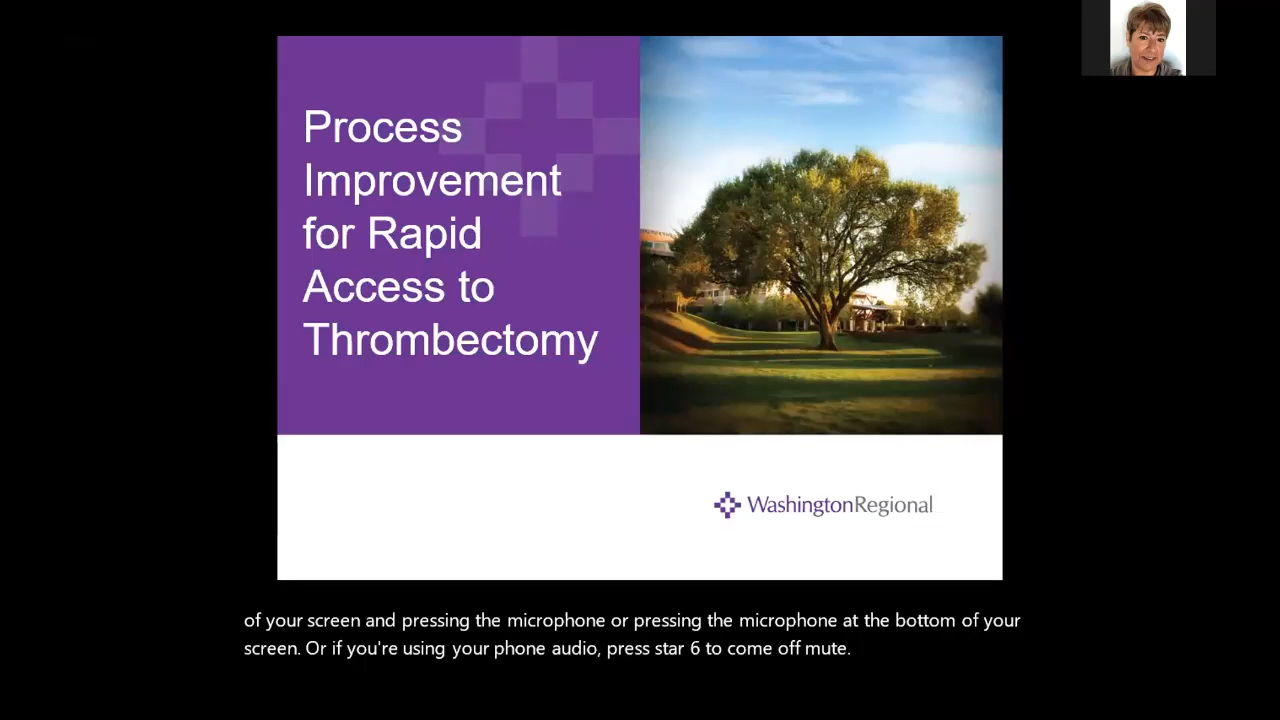 Process
Improvement
for Rapid
Access to
Thrombectomy
WashingtonRegional
of your screen and pressing the microphone or pressing the microphone at the bottom of your
screen. Or if you're using your phone audio, press star 6 to come off mute.